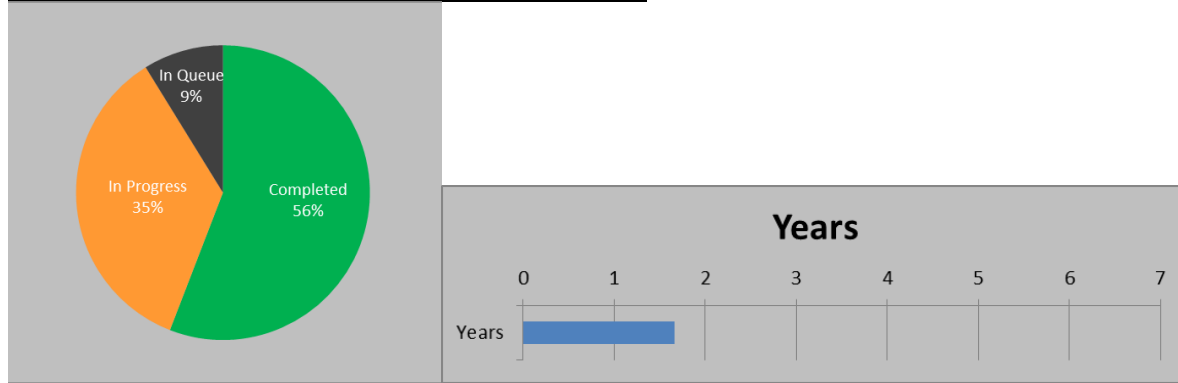 In Queue
9%
In Progress
35%
Completed
56%
Years
0 1 2 3 4 5 6 7
Years